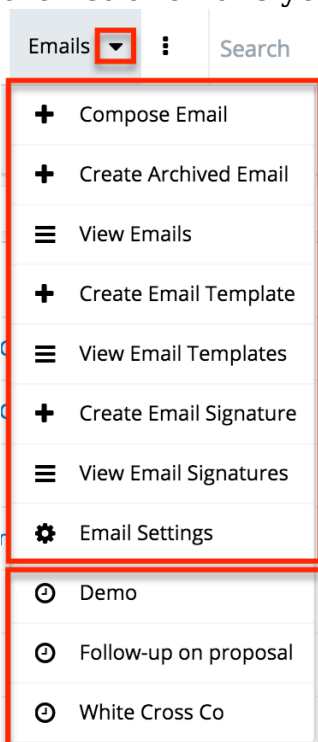 Emails
Search
Compose Email
Create Archived Email
View Emails
Create Email Template
View Email Templates
Create Email Signature
View Email Signatures
Email Settings
Demo
Follow-up on proposal
White Cross Co